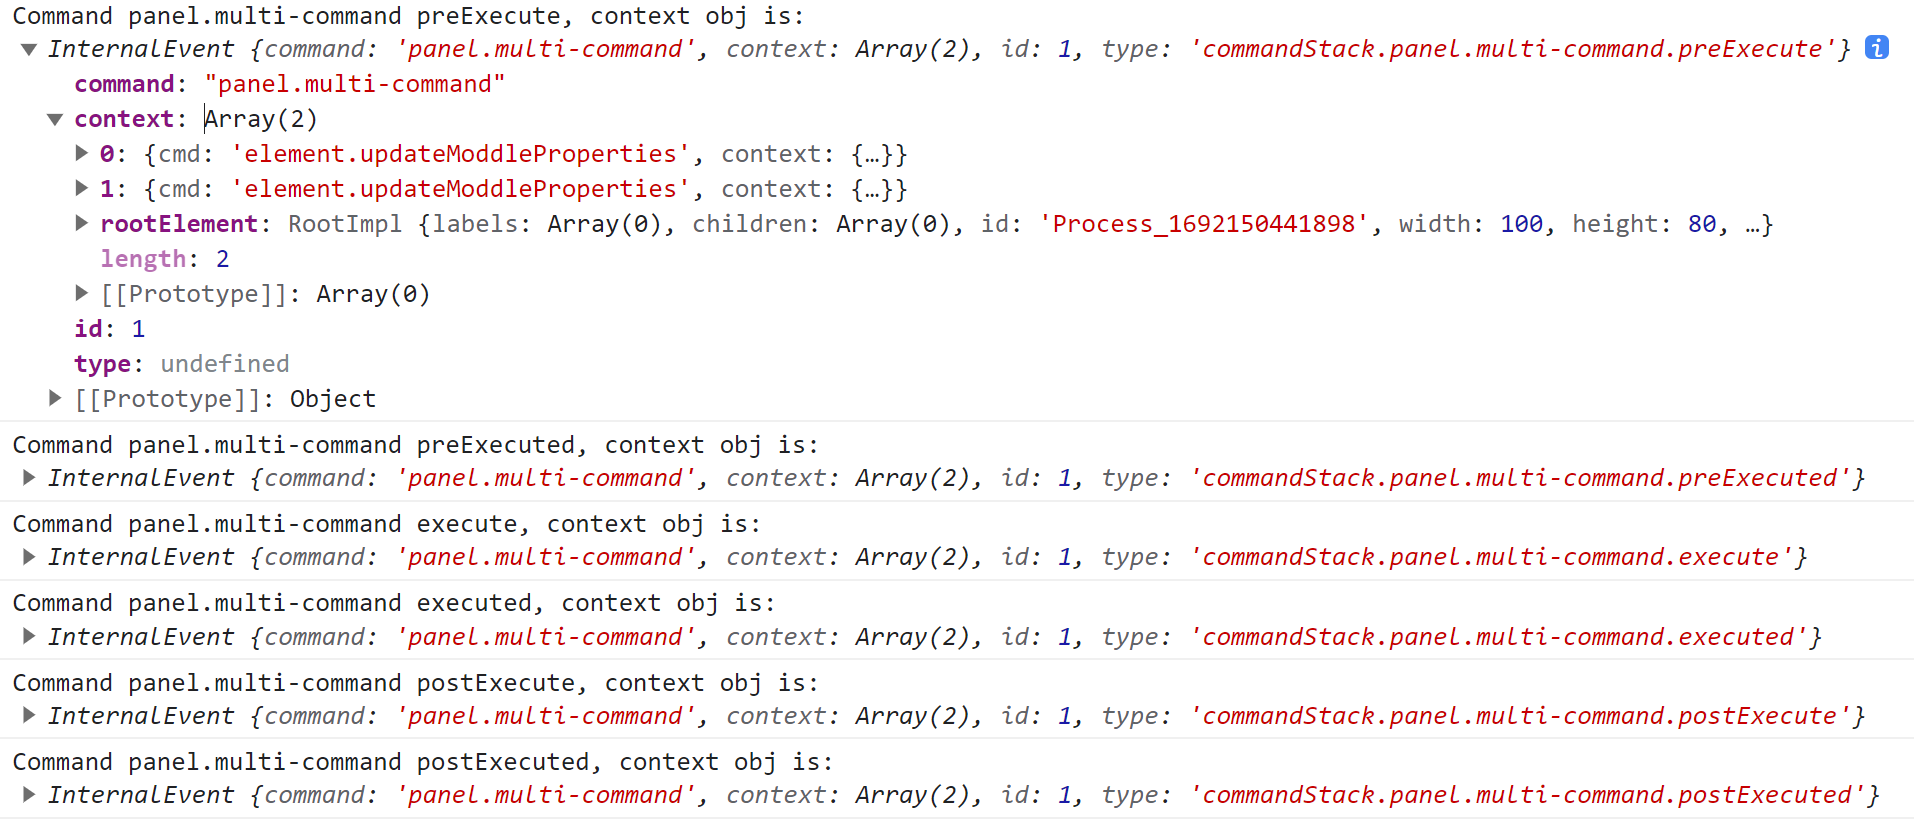 Command panel.multi-command preExecute, context obj is:
InternalEvent {command: 'panel.multi-command', context: Array(2), id: 1, type: 'commandStack.panel.multi-command.preExecute'} i
command: "panel.multi-command"
context: Array(2)
0: {cmd: 'element.updateModdleProperties', context: {…}}
1: {cmd: 'element.updateModdleProperties', context: {…}}
rootElement: RootImpl {labels: Array(0), children: Array(0), id: 'Process_1692150441898', width: 100, height: 80, …}
length: 2
[[Prototype]]: Array(0)
id: 1
type: undefined
[[Prototype]]: Object
Command panel.multi-command preExecuted, context obj is:
InternalEvent {command: 'panel.multi-command', context: Array(2), id: 1, type: 'commandStack.panel.multi-command.preExecuted'}
Command panel.multi-command execute, context obj is:
InternalEvent {command: 'panel.multi-command', context: Array(2), id: 1, type: 'commandStack.panel.multi-command.execute'}
Command panel.multi-command executed, context obj is:
InternalEvent {command: 'panel.multi-command', context: Array(2), id: 1, type: 'commandStack.panel.multi-command.executed'}
Command panel.multi-command postExecute, context obj is:
InternalEvent {command: 'panel.multi-command', context: Array(2), id: 1, type: 'commandStack.panel.multi-command.postExecute'}
Command panel.multi-command postExecuted, context obj is:
InternalEvent {command: 'panel.multi-command', context: Array(2), id: 1, type: 'commandStack.panel.multi-command.postExecuted'}